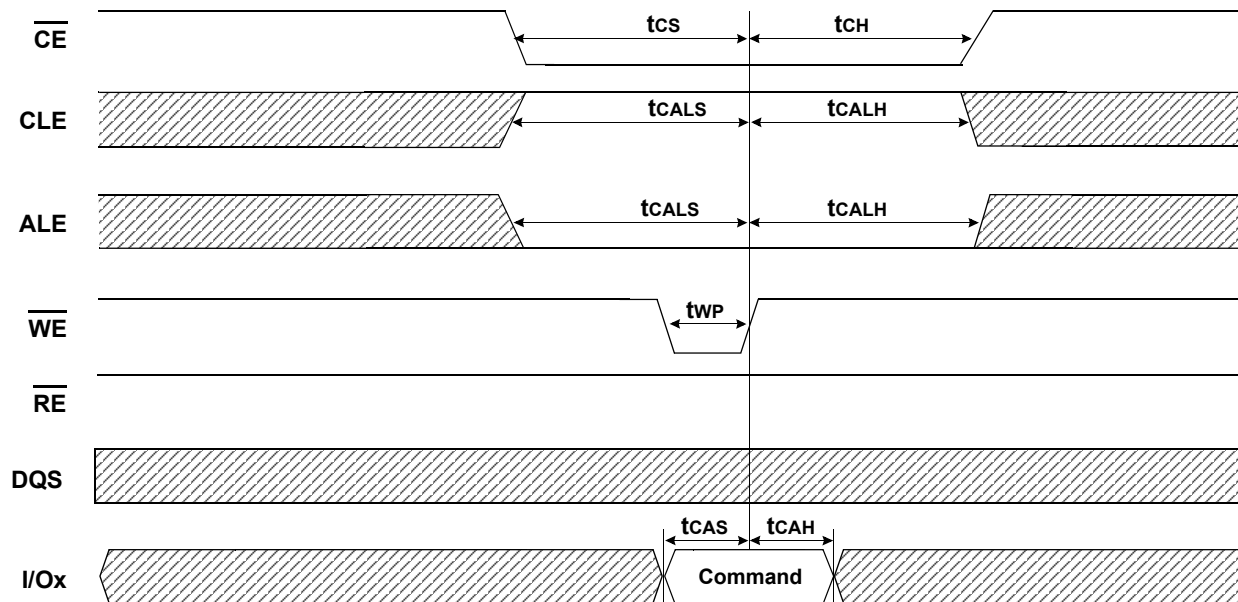 CE tCS tCH
CLE tCALS tCALH
ALE tCALS tCALH
WE tWP
RE
DQS
tCAS tCAH
I/Ox Command